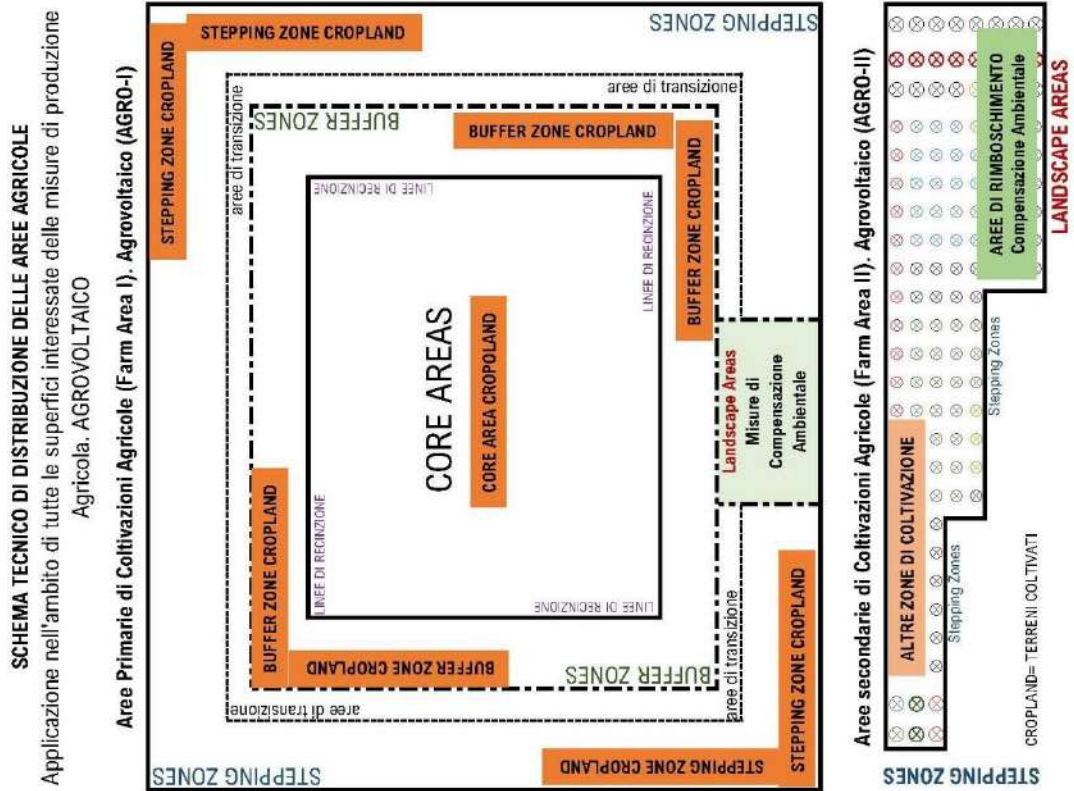 SCHEMA TECNICO DI DISTRIBUZIONE DELLE AREE AGRICOLE
Applicazione nell'ambito di tutte le superfici interessate delle misure di produzione
Agricola. AGROVOLTAICO
Aree Primarie di Coltivazioni Agricole (Farm Area I). Agrovoltaico (AGRO-I)
STEPPING ZONES
STEPPING ZONE CROPLAND
STEPPING ZONE CROPLAND
aree di transizione
aree di transizione
BUFFER ZONE CROPLAND
BUFFER ZONES
BUFFER ZONE CROPLAND
BUFFER ZONE CROPLAND
LINEE DI RECINZIONE
LINEE DI RECINZIONE
CORE AREAS
CORE AREA CROPOLAND
LINEE DI RECINZIONE
LINEE DI RECINZIONE
BUFFER ZONE CROPLAND
BUFFER ZONES
aree di transizione
aree di transizione
Landscape Areas
Misure di
Compensazione
Ambientale
STEPPING ZONE CROPLAND
STEPPING ZONE CROPLAND
STEPPING ZONES
Aree secondarie di Coltivazioni Agricole (Farm Area II). Agrovoltaico (AGRO-II)
ALTRE ZONE DI COLTIVAZIONE
AREE DI RIMBOSCHIMENTO
Compensazione Ambientale
Stepping Zones
Stepping Zones
STEPPING ZONES
CROPLAND= TERRENI COLTIVATI
LANDSCAPE AREAS